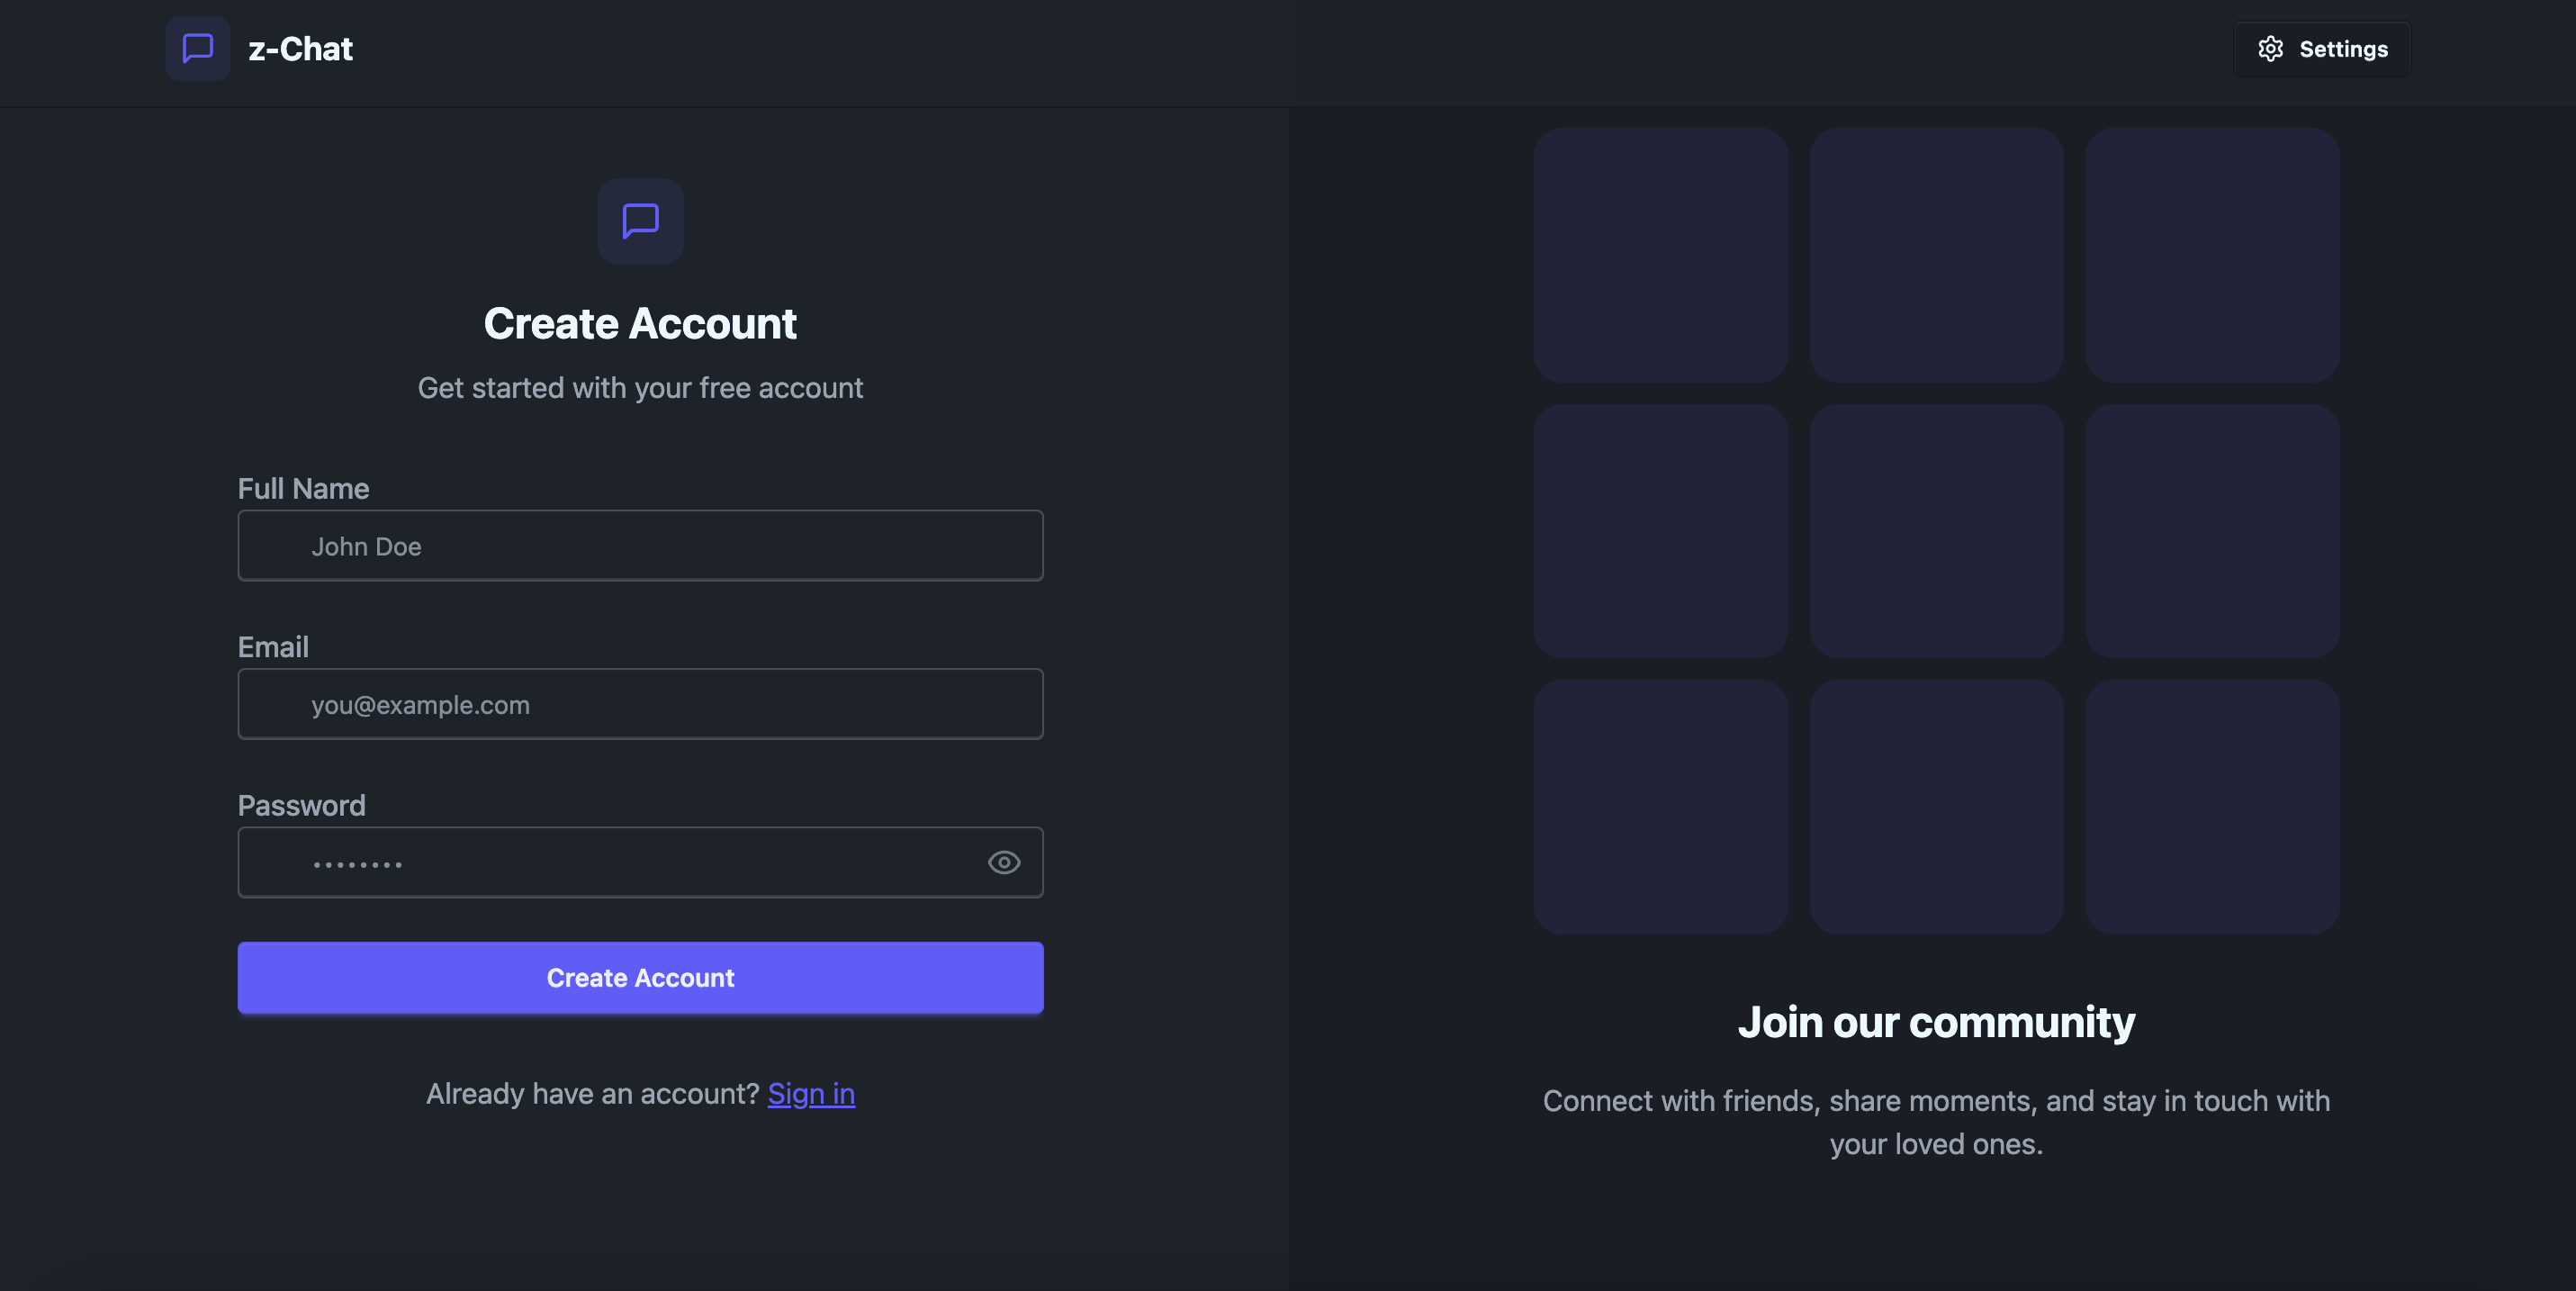 z-Chat
Settings
Create Account
Get started with your free account
Full Name
John Doe
Email
you@example.com
Password
••••••••
Create Account
Already have an account? Sign in
Join our community
Connect with friends, share moments, and stay in touch with
your loved ones.